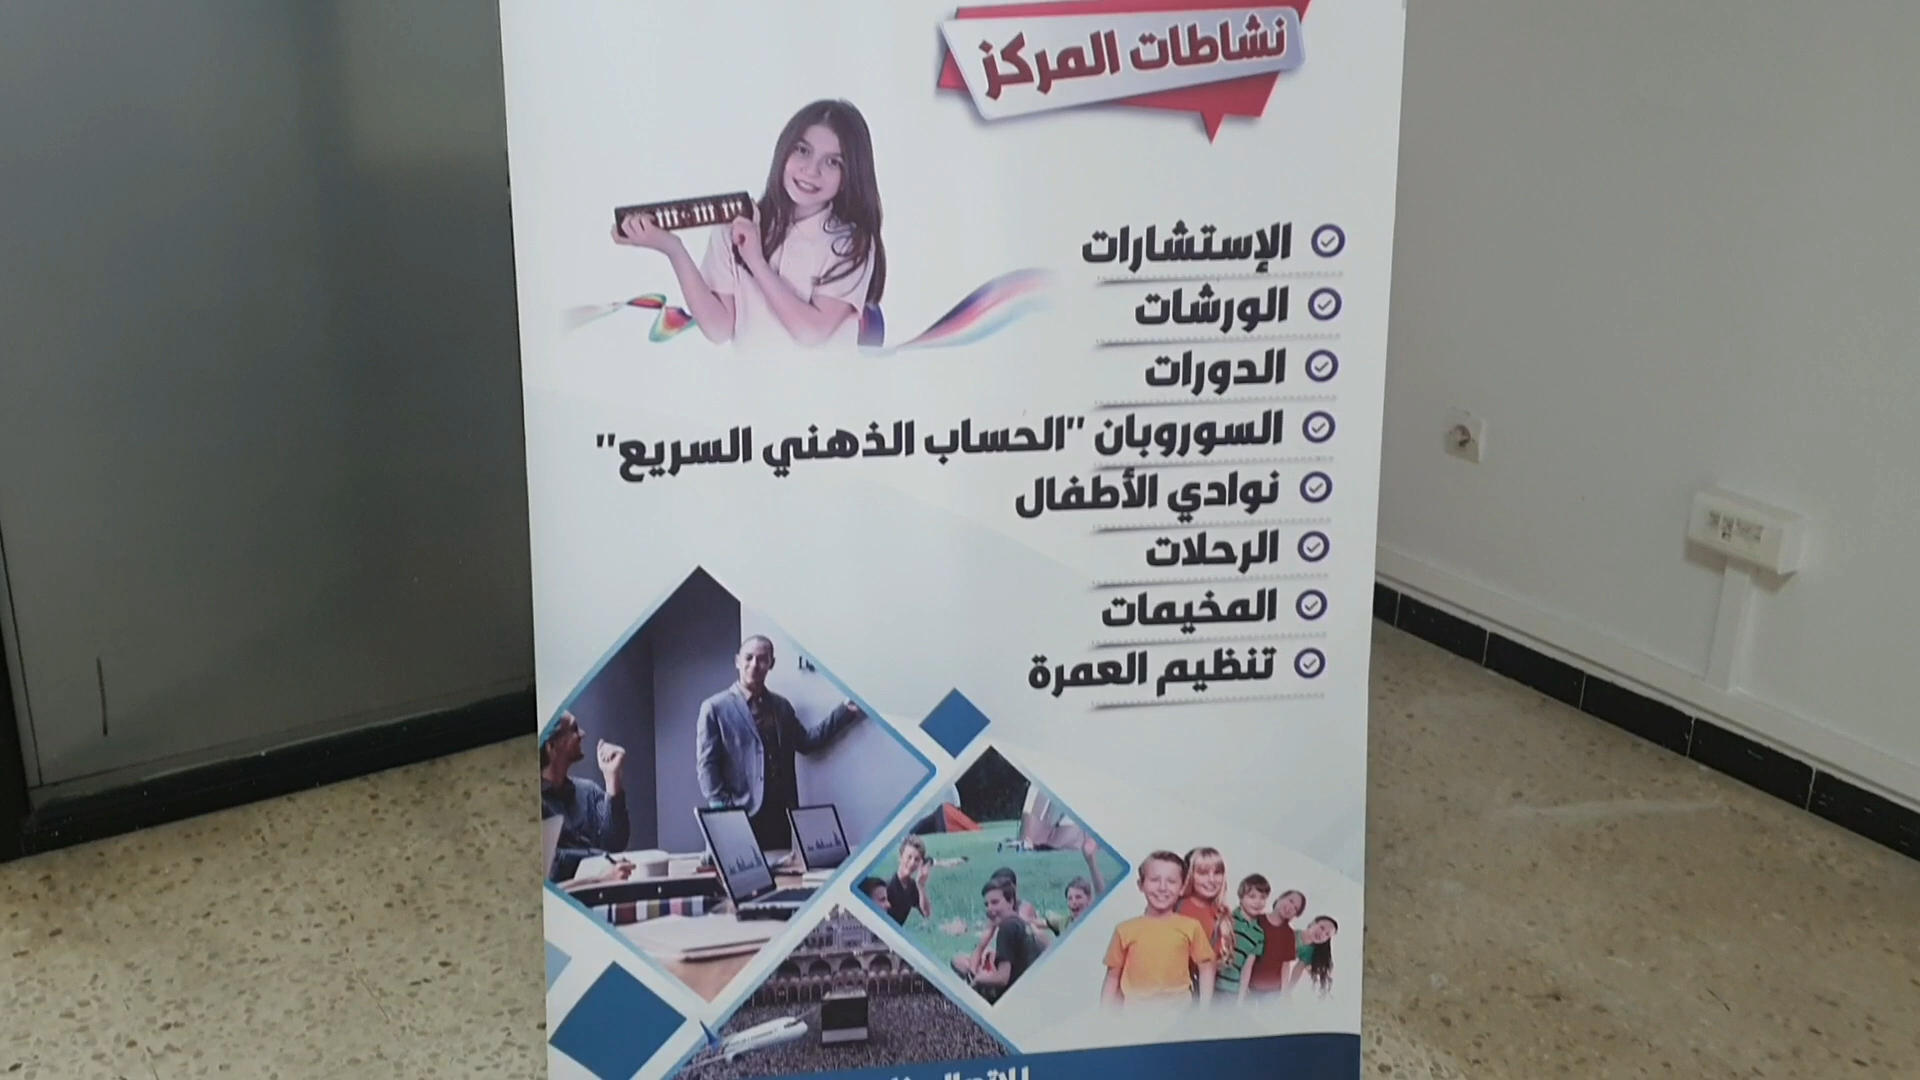 نشاطات المركز
الإستشارات
الورشات
الدورات
السوروبان "الحساب الذهني السريع"
نوادي الأطفال
الرحلات
المخيمات
تنظيم العمرة